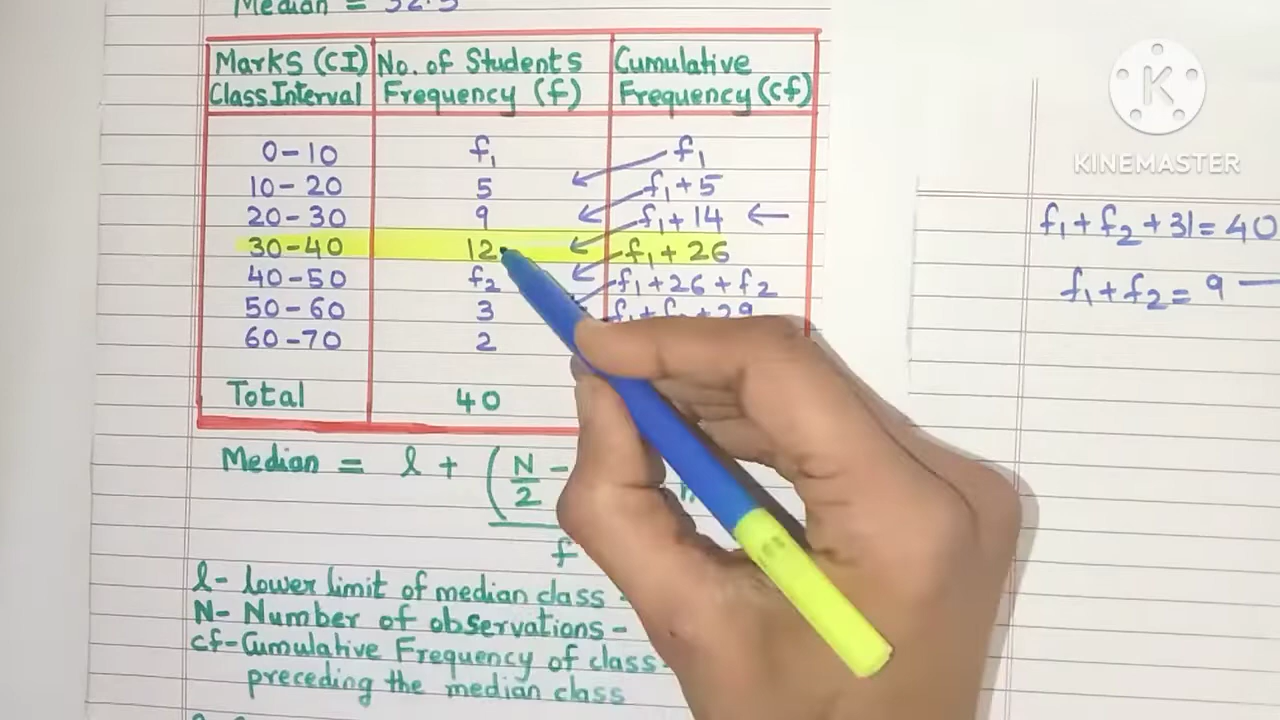 Median = 32.5
Marks (CI) No. of Students Cumulative
Class Interval Frequency (f) Frequency (cf)
0-10 f₁ f₁
10-20 5 f₁+5
20-30 9 f₁+14 ←
30-40 12 f₁+26
40-50 f₂ f₁+26+f₂
50-60 3 f₁+f₂+29
60-70 2
Total 40
Median = l + (N/2 -
f
l- lower limit of median class
N- Number of observations -
cf- Cumulative Frequency of class
preceding the median class
K
KINEMASTER
f₁+f₂+31=40
f₁+f₂=9 —